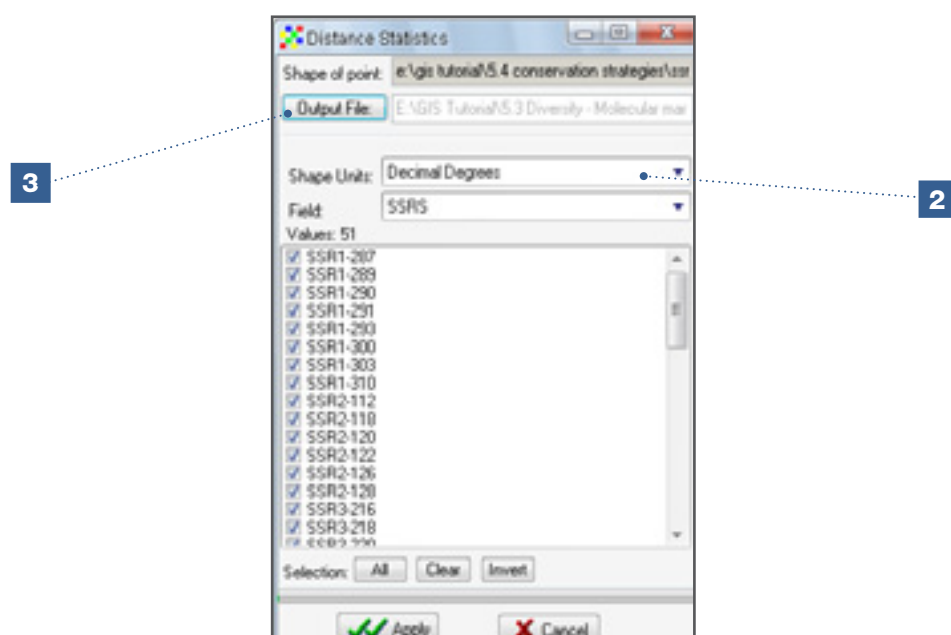 Distance Statistics
Shape of point: e:\gis tutorial\5.4 conservation strategies\ssr
Output File: E:\GIS Tutorial\5.3 Diversity - Molecular mar
3
Shape Units: Decimal Degrees
2
Field: SSRS
Values: 51
SSR1-287
SSR1-289
SSR1-290
SSR1-291
SSR1-293
SSR1-300
SSR1-303
SSR1-310
SSR2-112
SSR2-118
SSR2-120
SSR2-122
SSR2-126
SSR2-128
SSR3-216
SSR3-218
Selection: All Clear Invert
Apply Cancel